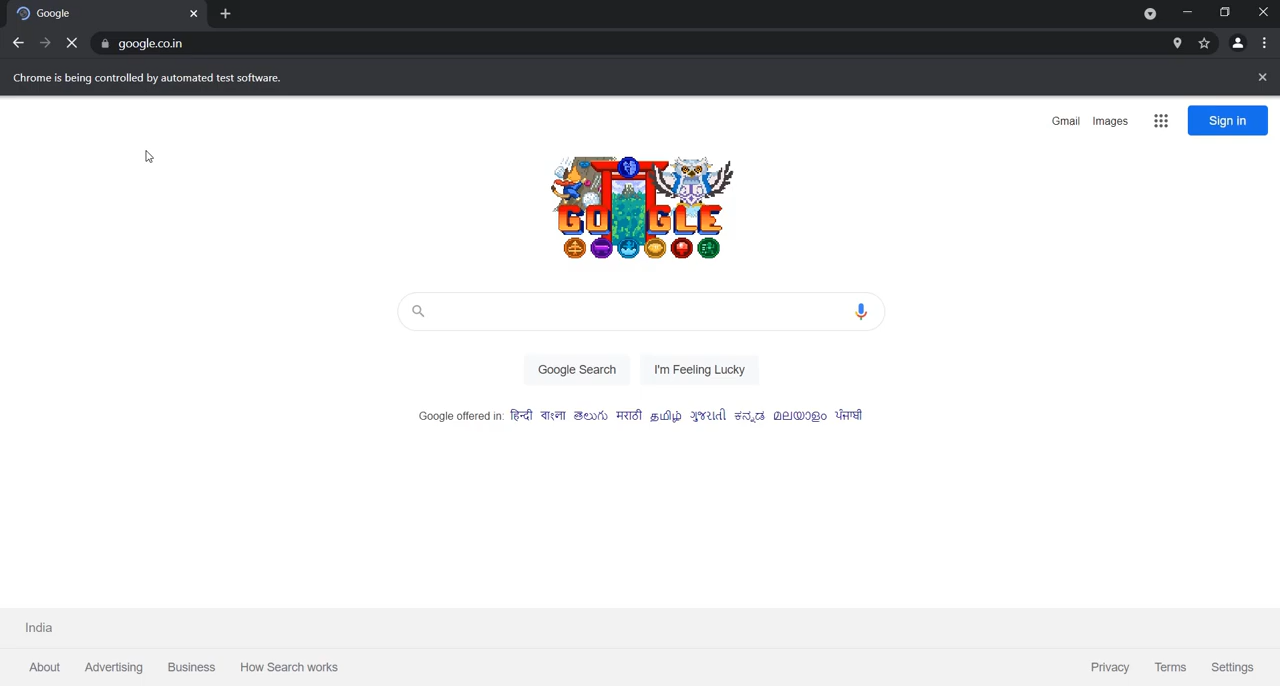 Google
google.co.in
Chrome is being controlled by automated test software.
Gmail Images Sign in
GOOGLE
Google Search I'm Feeling Lucky
Google offered in: हिन्दी বাংলা తెలుగు मराठी தமிழ் ગુજરાતી ಕನ್ನಡ മലയാളം ਪੰਜਾਬੀ
India
About Advertising Business How Search works Privacy Terms Settings